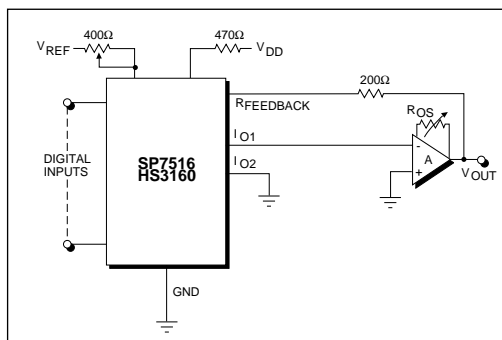 400Ω
470Ω
VREF
VDD
200Ω
RFEEDBACK
ROS
IO1
-
DIGITAL
INPUTS
SP7516
HS3160
A
IO2
+
VOUT
GND